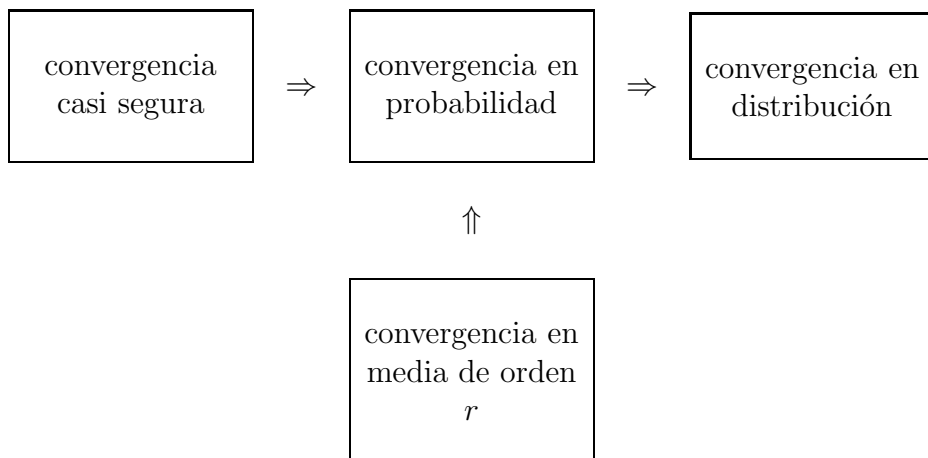 convergencia
casi segura
⇒
convergencia en
probabilidad
⇒
convergencia en
distribución
⇑
convergencia en
media de orden
r